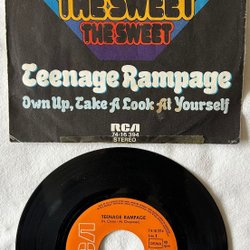 THE SWEET
THE SWEET
Teenage Rampage
Own Up, Take A Look At Yourself
RCA
74-16 394
STEREO
RCA
TEENAGE RAMPAGE